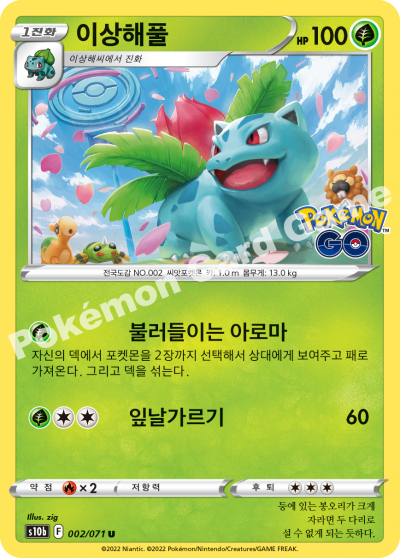 1진화
이상해풀
HP 100
이상해씨에서 진화
Pokémon GO
전국도감 NO.002 씨앗포켓몬 키: 1.0 m 몸무게: 13.0 kg
Pokémon Card Game
불러들이는 아로마
자신의 덱에서 포켓몬을 2장까지 선택해서 상대에게 보여주고 패로
가져온다. 그리고 덱을 섞는다.
잎날가르기 60
약점 ×2 저항력 후퇴
Illus. zig
s10b F 002/071 U
등에 있는 봉오리가 크게
자라면 두 다리로
설 수 없게 되는 듯하다.
©2022 Niantic. ©2022 Pokémon/Nintendo/Creatures/GAME FREAK.